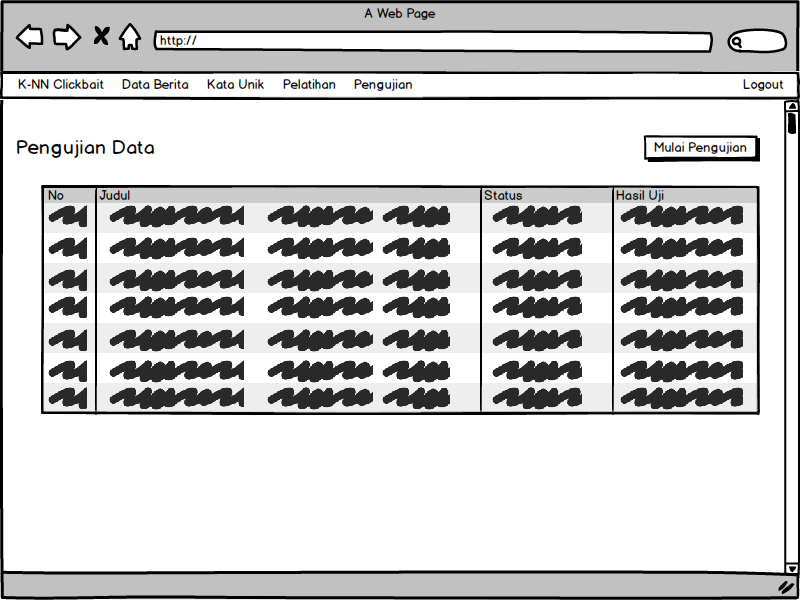 A Web Page
http://
K-NN Clickbait Data Berita Kata Unik Pelatihan Pengujian Logout
Pengujian Data Mulai Pengujian
No Judul Status Hasil Uji